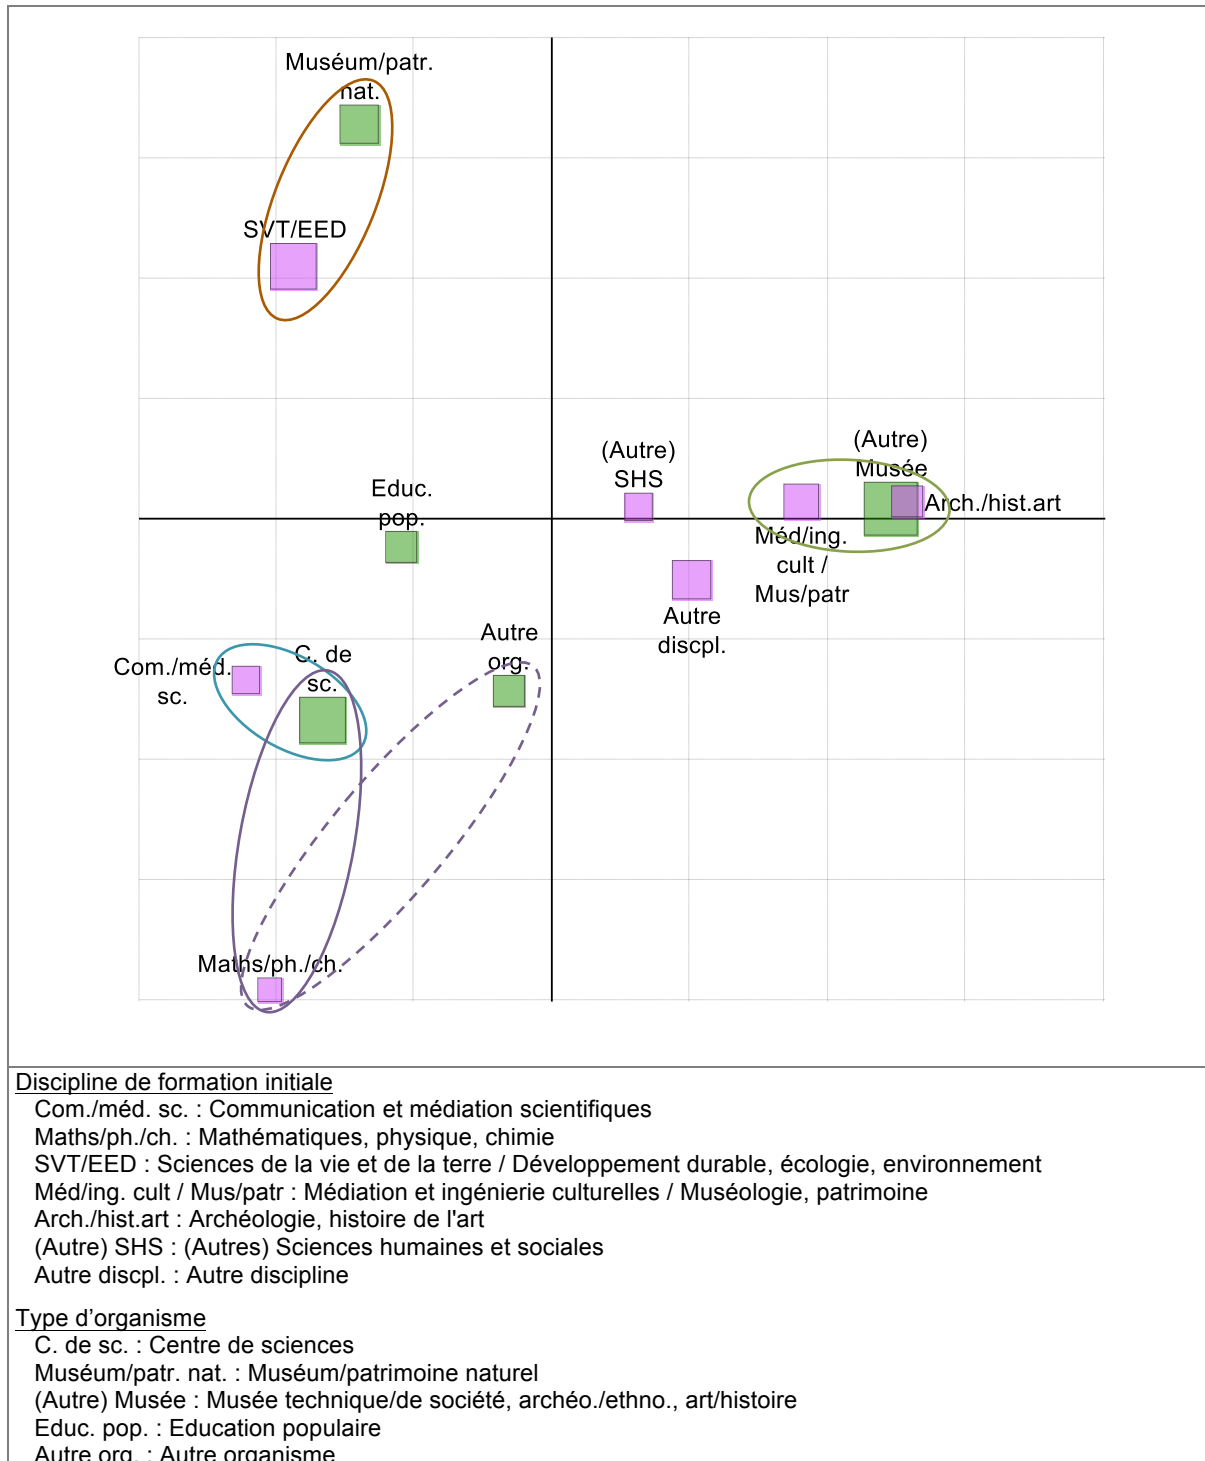 Muséum/patr.
nat.
SVT/EED
(Autre)
SHS
(Autre)
Musée
Arch./hist.art
Educ.
pop.
Méd/ing.
cult /
Mus/patr
Autre
discpl.
Autre
org.
Com./méd.
sc.
C. de
sc.
Maths/ph./ch.
Discipline de formation initiale
Com./méd. sc. : Communication et médiation scientifiques
Maths/ph./ch. : Mathématiques, physique, chimie
SVT/EED : Sciences de la vie et de la terre / Développement durable, écologie, environnement
Méd/ing. cult / Mus/patr : Médiation et ingénierie culturelles / Muséologie, patrimoine
Arch./hist.art : Archéologie, histoire de l'art
(Autre) SHS : (Autres) Sciences humaines et sociales
Autre discpl. : Autre discipline
Type d’organisme
C. de sc. : Centre de sciences
Muséum/patr. nat. : Muséum/patrimoine naturel
(Autre) Musée : Musée technique/de société, archéo./ethno., art/histoire
Educ. pop. : Education populaire
Autre org. : Autre organisme